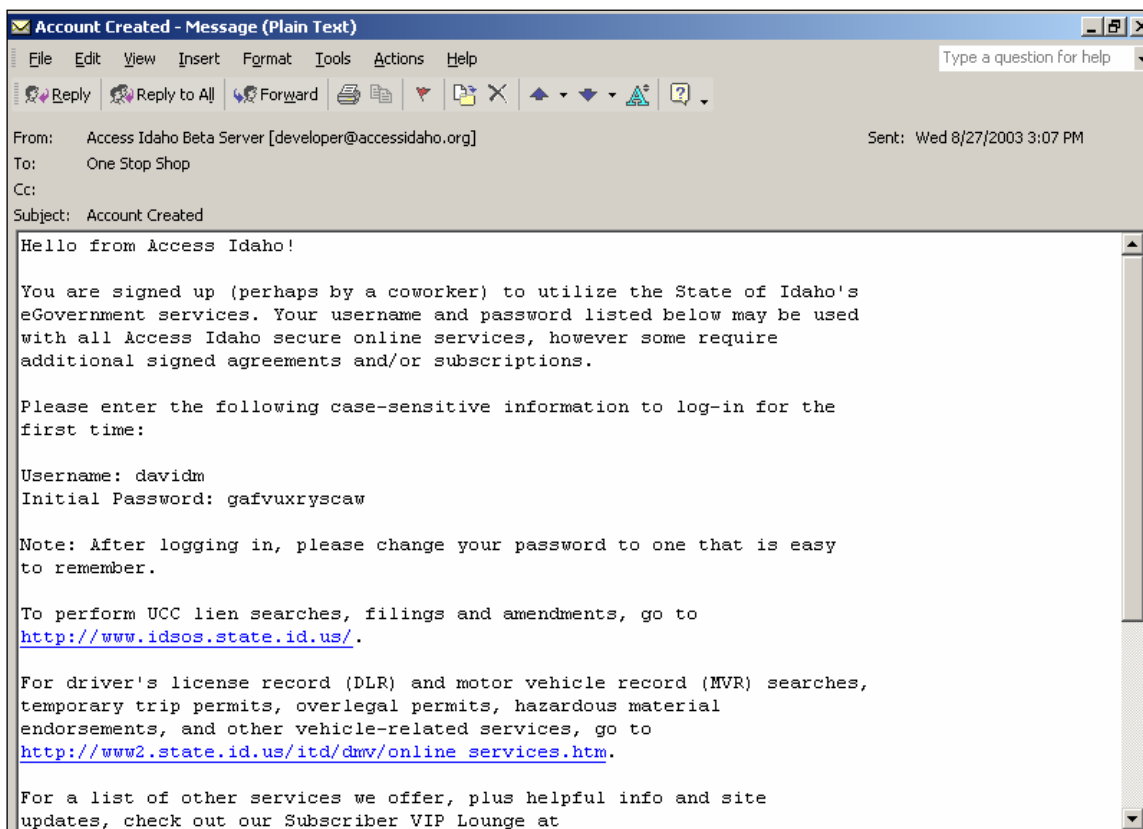 Account Created - Message (Plain Text)
File Edit View Insert Format Tools Actions Help
Type a question for help
Reply Reply to All Forward
From: Access Idaho Beta Server [developer@accessidaho.org]
Sent: Wed 8/27/2003 3:07 PM
To: One Stop Shop
Cc:
Subject: Account Created
Hello from Access Idaho!
You are signed up (perhaps by a coworker) to utilize the State of Idaho's
eGovernment services. Your username and password listed below may be used
with all Access Idaho secure online services, however some require
additional signed agreements and/or subscriptions.
Please enter the following case-sensitive information to log-in for the
first time:
Username: davidm
Initial Password: gafvuxryscaw
Note: After logging in, please change your password to one that is easy
to remember.
To perform UCC lien searches, filings and amendments, go to
http://www.idsos.state.id.us/.
For driver's license record (DLR) and motor vehicle record (MVR) searches,
temporary trip permits, overlegal permits, hazardous material
endorsements, and other vehicle-related services, go to
http://www2.state.id.us/itd/dmv/online_services.htm.
For a list of other services we offer, plus helpful info and site
updates, check out our Subscriber VIP Lounge at